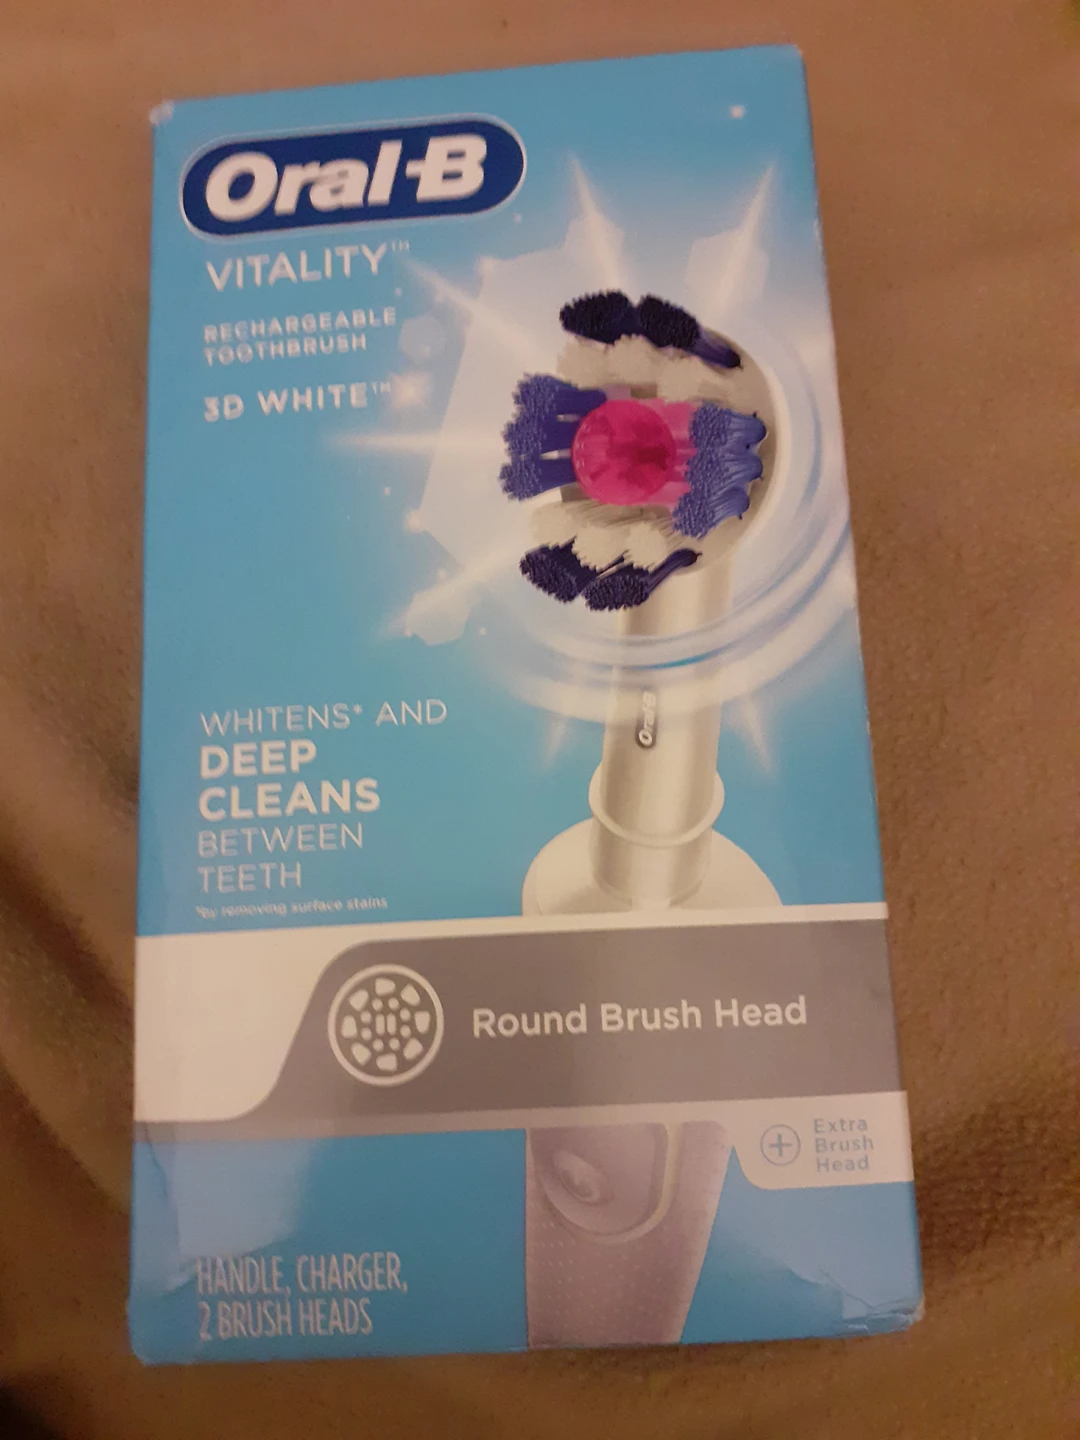 Oral-B
VITALITY™
RECHARGEABLE
TOOTHBRUSH
3D WHITE™
Oral-B
WHITENS* AND
DEEP
CLEANS
BETWEEN
TEETH
*by removing surface stains
Round Brush Head
Extra
Brush
Head
HANDLE, CHARGER,
2 BRUSH HEADS